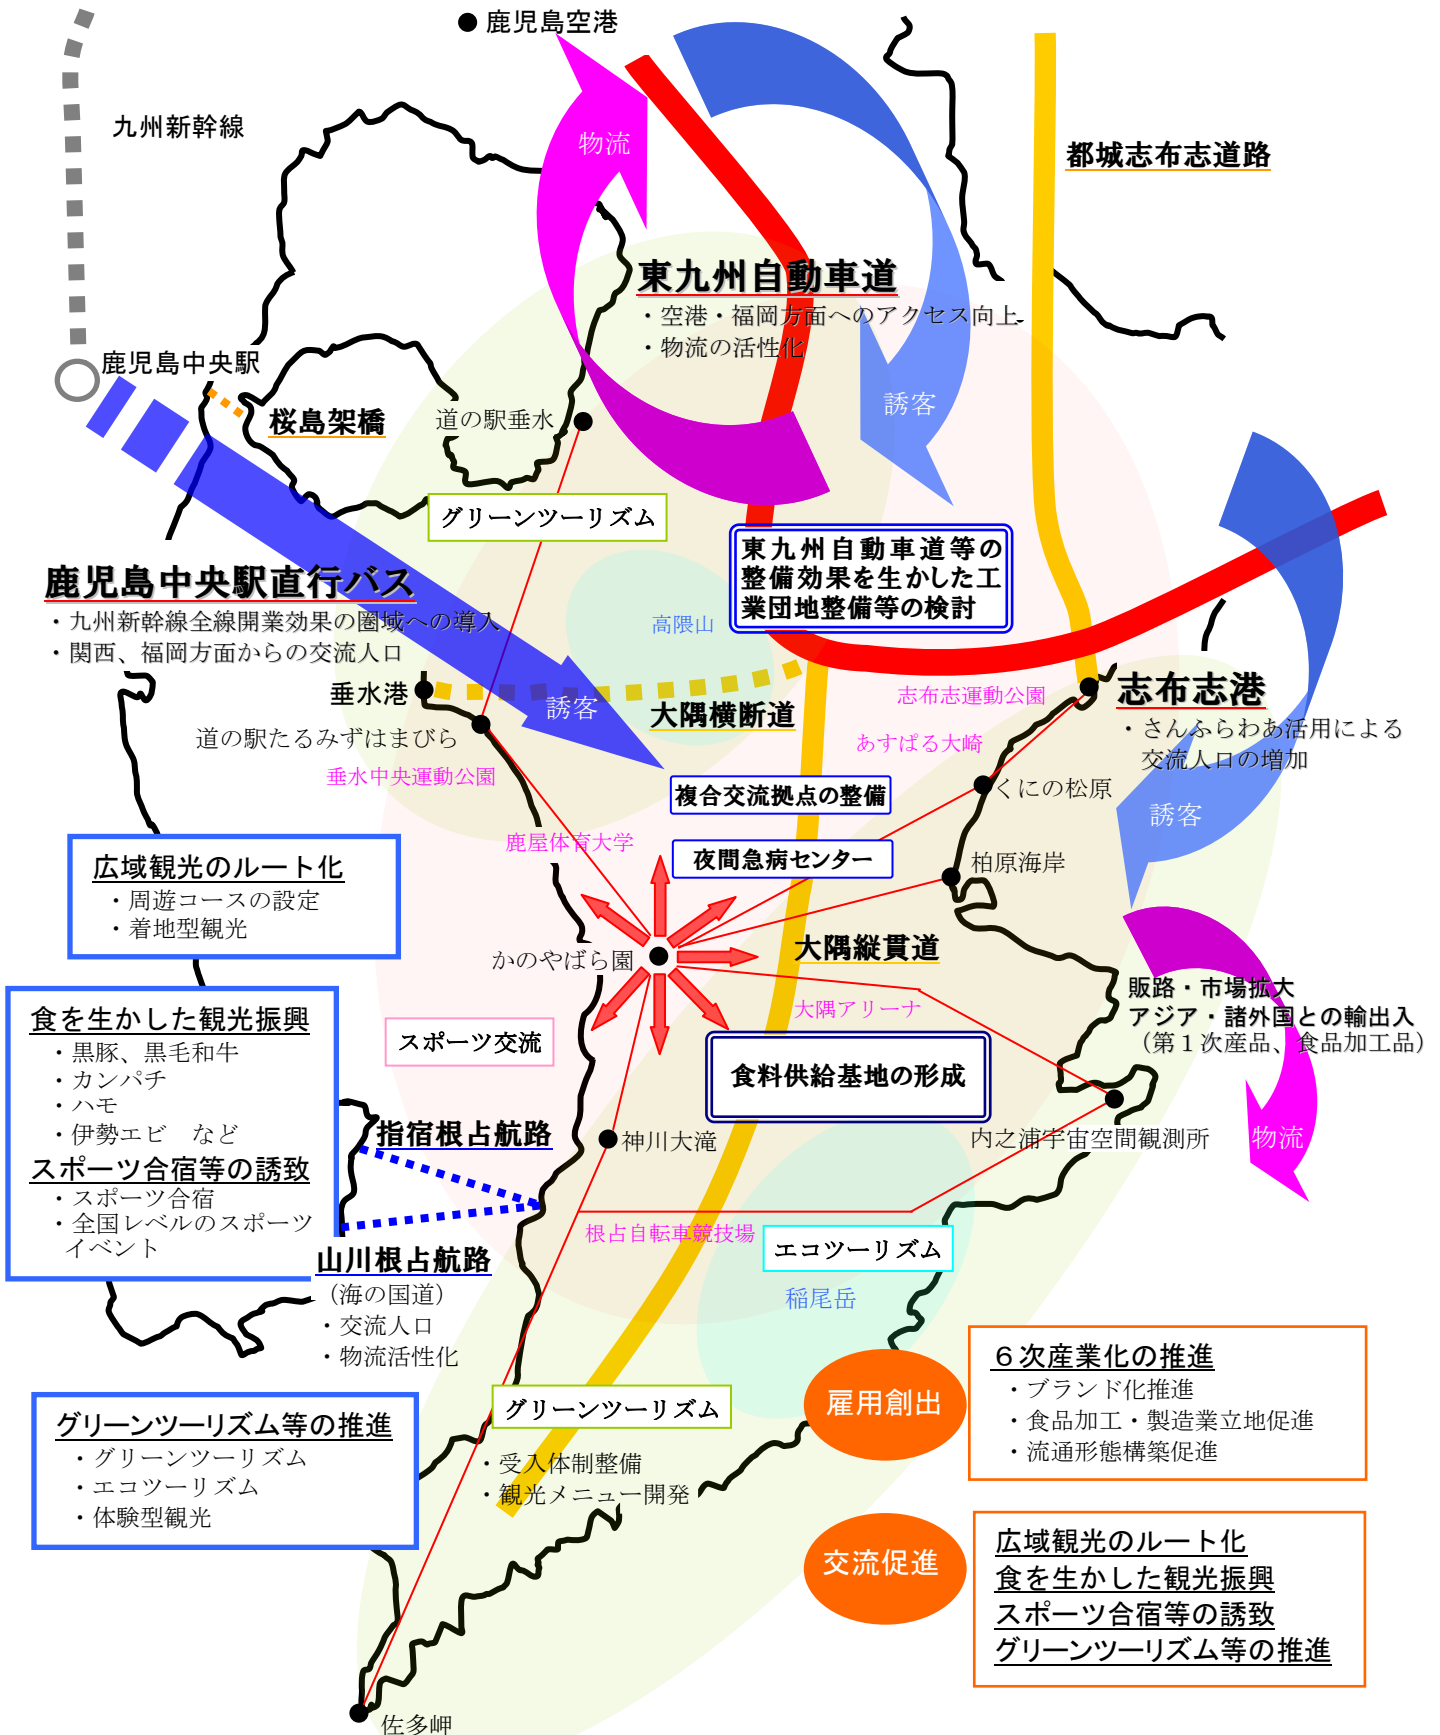 鹿児島空港
九州新幹線
物流
都城志布志道路
東九州自動車道
・空港・福岡方面へのアクセス向上
・物流の活性化
鹿児島中央駅
桜島架橋
道の駅垂水
誘客
グリーンツーリズム
東九州自動車道等の
整備効果を生かした工
業団地整備等の検討
鹿児島中央駅直行バス
・九州新幹線全線開業効果の圏域への導入
・関西、福岡方面からの交流人口
高隈山
垂水港
誘客
大隅横断道
志布志運動公園
志布志港
・さんふらわあ活用による
交流人口の増加
道の駅たるみずはまびら
垂水中央運動公園
あすぱる大崎
複合交流拠点の整備
くにの松原
誘客
鹿屋体育大学
夜間急病センター
柏原海岸
広域観光のルート化
・周遊コースの設定
・着地型観光
かのやばら園
大隅縦貫道
大隅アリーナ
販路・市場拡大
アジア・諸外国との輸出入
（第１次産品、食品加工品）
食を生かした観光振興
・黒豚、黒毛和牛
・カンパチ
・ハモ
・伊勢エビ　など
スポーツ合宿等の誘致
・スポーツ合宿
・全国レベルのスポーツ
イベント
スポーツ交流
食料供給基地の形成
指宿根占航路
神川大滝
内之浦宇宙空間観測所
物流
根占自転車競技場
エコツーリズム
山川根占航路
（海の国道）
・交流人口
・物流活性化
稲尾岳
グリーンツーリズム等の推進
・グリーンツーリズム
・エコツーリズム
・体験型観光
グリーンツーリズム
・受入体制整備
・観光メニュー開発
雇用創出
６次産業化の推進
・ブランド化推進
・食品加工・製造業立地促進
・流通形態構築促進
交流促進
広域観光のルート化
食を生かした観光振興
スポーツ合宿等の誘致
グリーンツーリズム等の推進
佐多岬